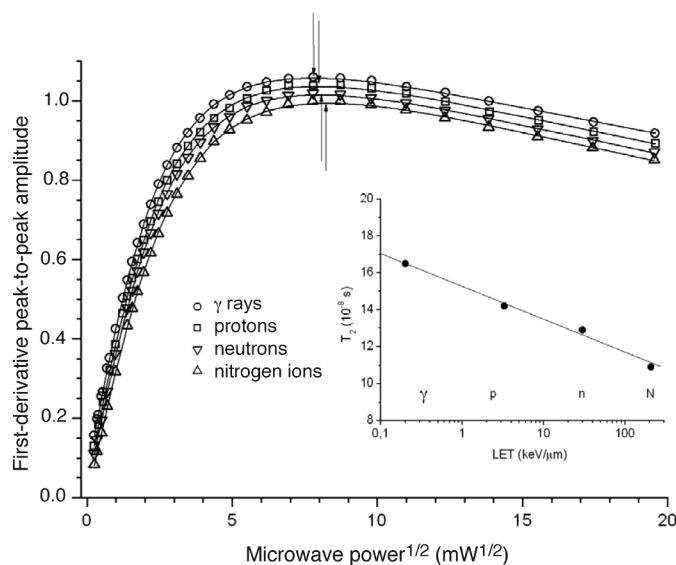 First-derivative peak-to-peak amplitude
1.0
0.8
0.6
0.4
0.2
0.0
γ rays
protons
neutrons
nitrogen ions
T2 (10-8 s)
20
18
16
14
12
10
8
γ p n N
0,1 1 10 100
LET (keV/μm)
0 5 10 15 20
Microwave power1/2 (mW1/2)